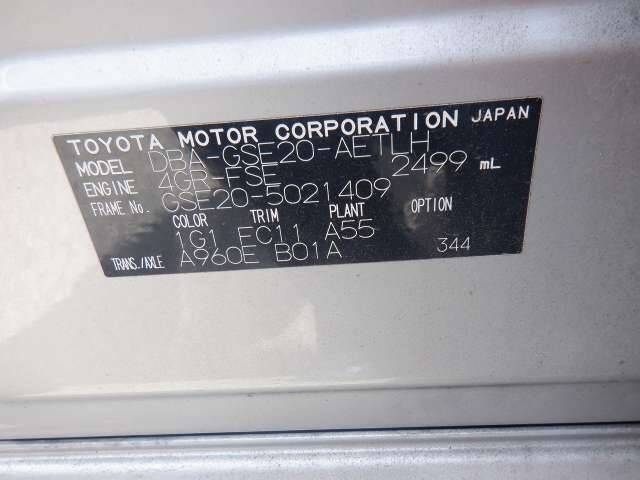 TOYOTA MOTOR CORPORATION JAPAN
MODEL DBA-GSE20-AETLH
ENGINE 4GR-FSE 2499 mL
FRAME No. GSE20-5021409
COLOR TRIM PLANT OPTION
1G1 FC11 A55
TRANS./AXLE A960E B01A 344